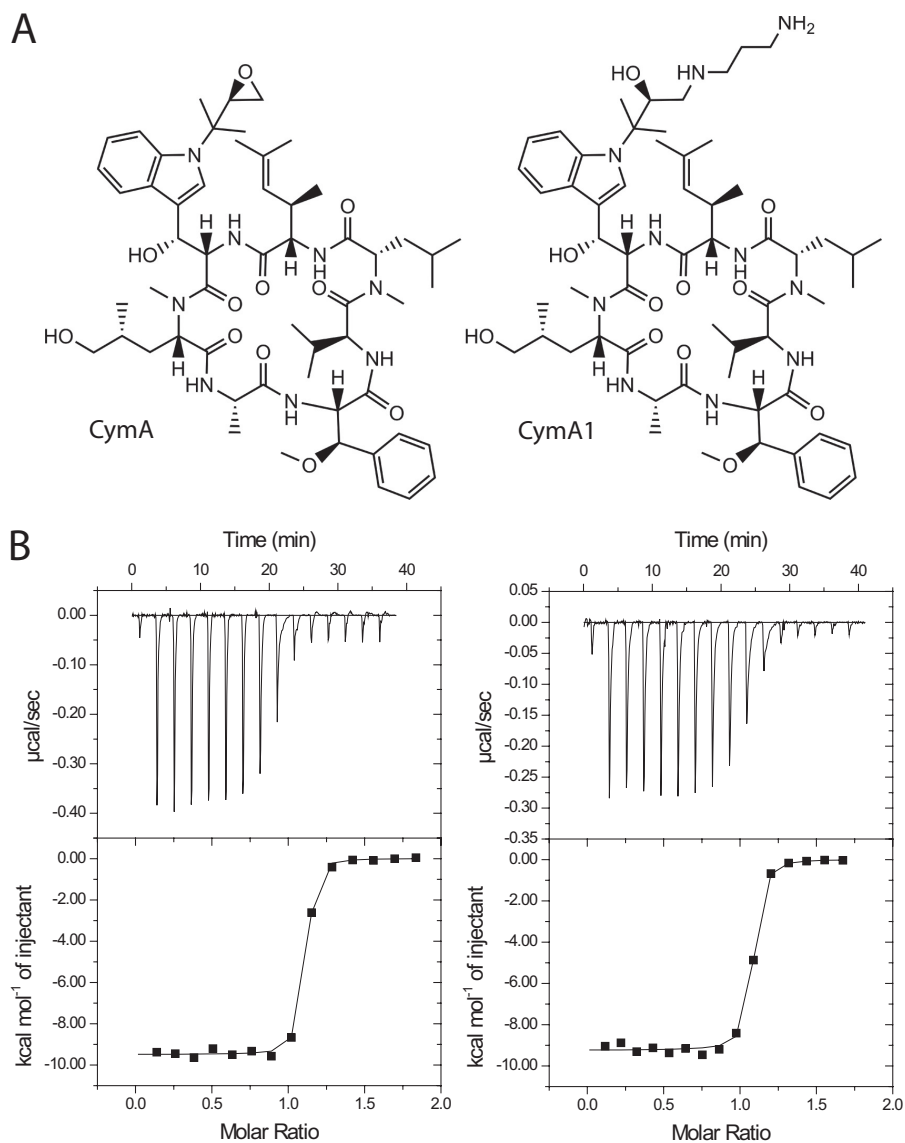 A
O
N
H
HO
N
H
O
N
H
O
O
N
O
N
O
HO
H
O
HN
O
N
H
H
O
NH
O
O
CymA
NH2
HN
HO
N
H
HO
N
H
O
N
H
O
O
N
O
N
O
HO
H
O
HN
O
N
H
H
O
NH
O
O
CymA1
B
Time (min)
0 10 20 30 40
0.00
-0.10
-0.20
-0.30
-0.40
µcal/sec
0.00
-2.00
-4.00
-6.00
-8.00
-10.00
kcal mol-1 of injectant
0.0 0.5 1.0 1.5 2.0
Molar Ratio
Time (min)
0 10 20 30 40
0.05
0.00
-0.05
-0.10
-0.15
-0.20
-0.25
-0.30
-0.35
µcal/sec
0.00
-2.00
-4.00
-6.00
-8.00
-10.00
kcal mol-1 of injectant
0.0 0.5 1.0 1.5 2.0
Molar Ratio